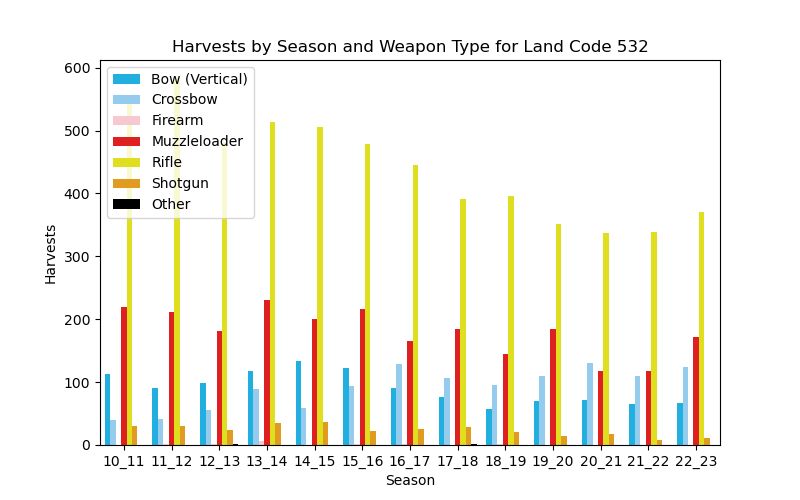 Harvests by Season and Weapon Type for Land Code 532
600
500
400
300
200
100
0
Harvests
Bow (Vertical)
Crossbow
Firearm
Muzzleloader
Rifle
Shotgun
Other
10_11 11_12 12_13 13_14 14_15 15_16 16_17 17_18 18_19 19_20 20_21 21_22 22_23
Season